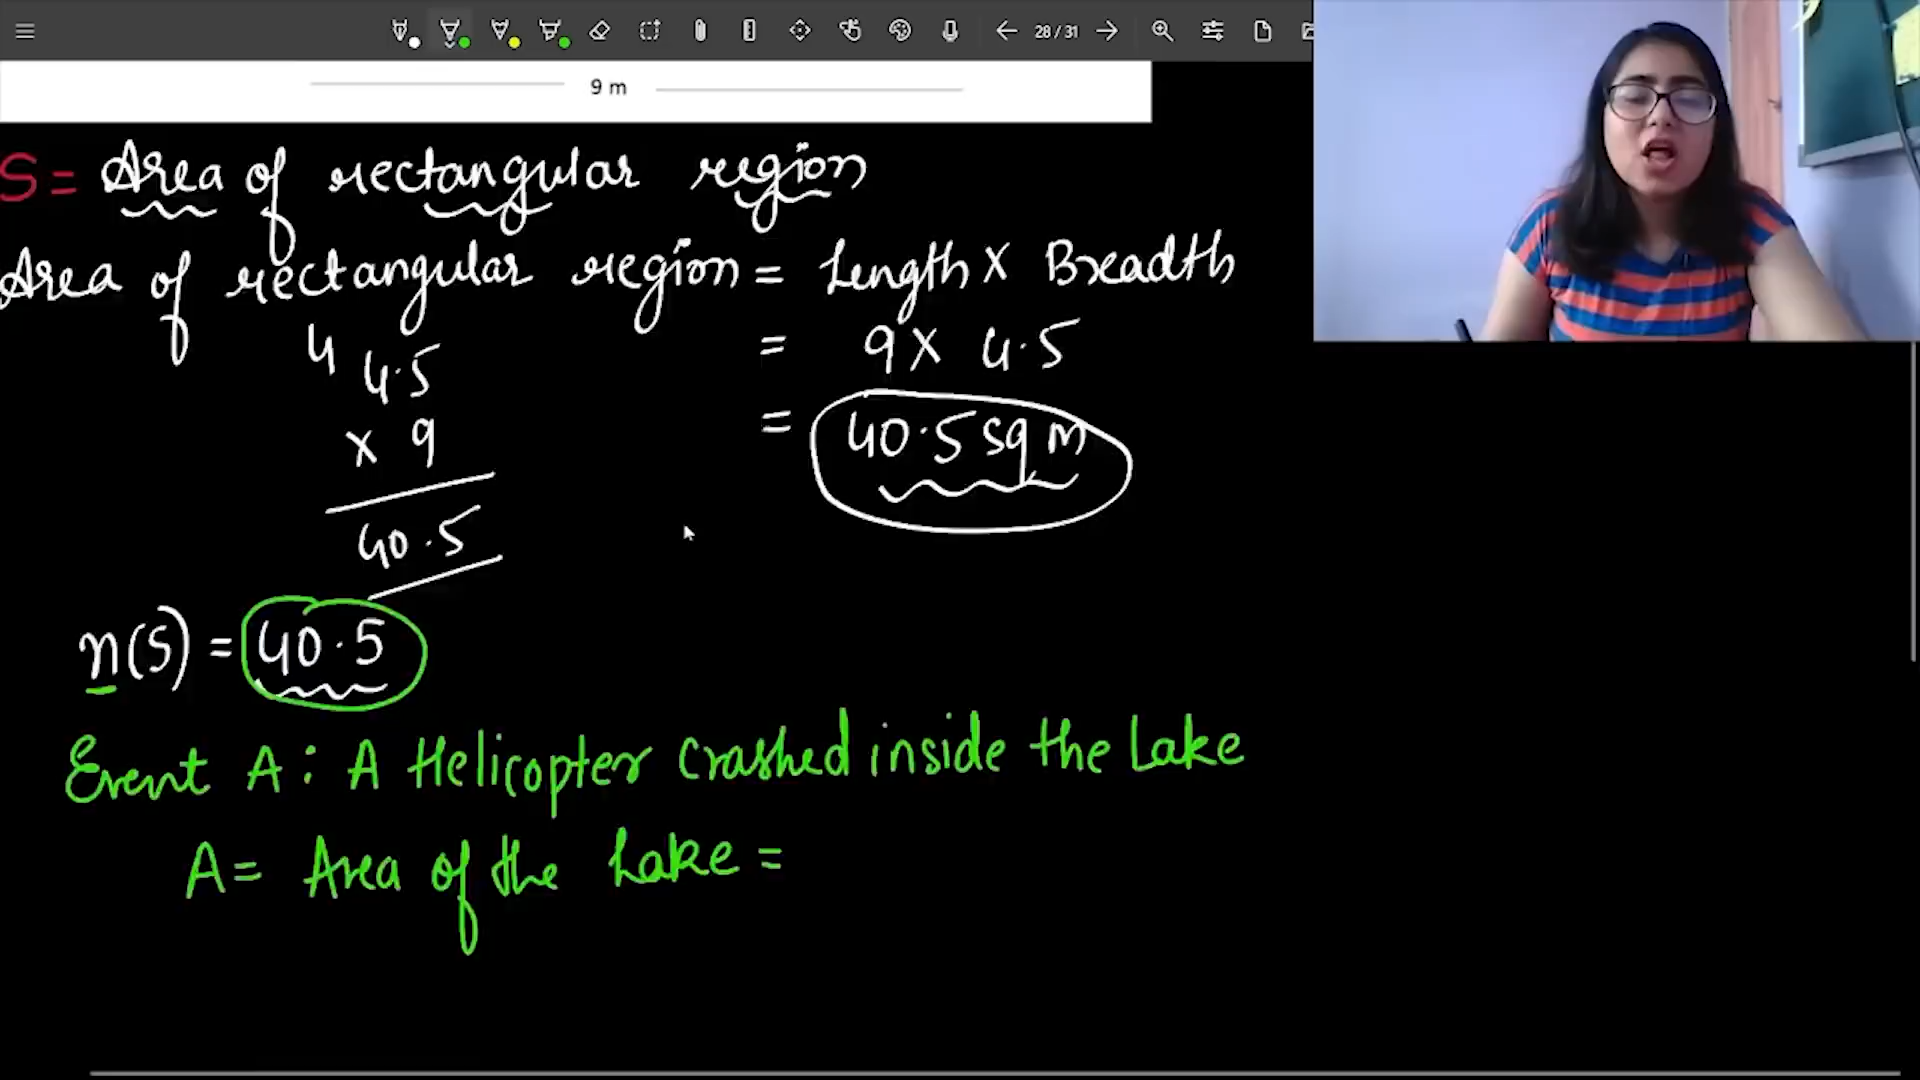 28 / 31
9 m
S = Area of rectangular region
Area of rectangular region = Length X Breadth
= 9 X 4.5
= 40.5 sq m
4
4.5
X 9
40.5
n(S) = 40.5
Event A : A Helicopter crashed inside the Lake
A = Area of the Lake =